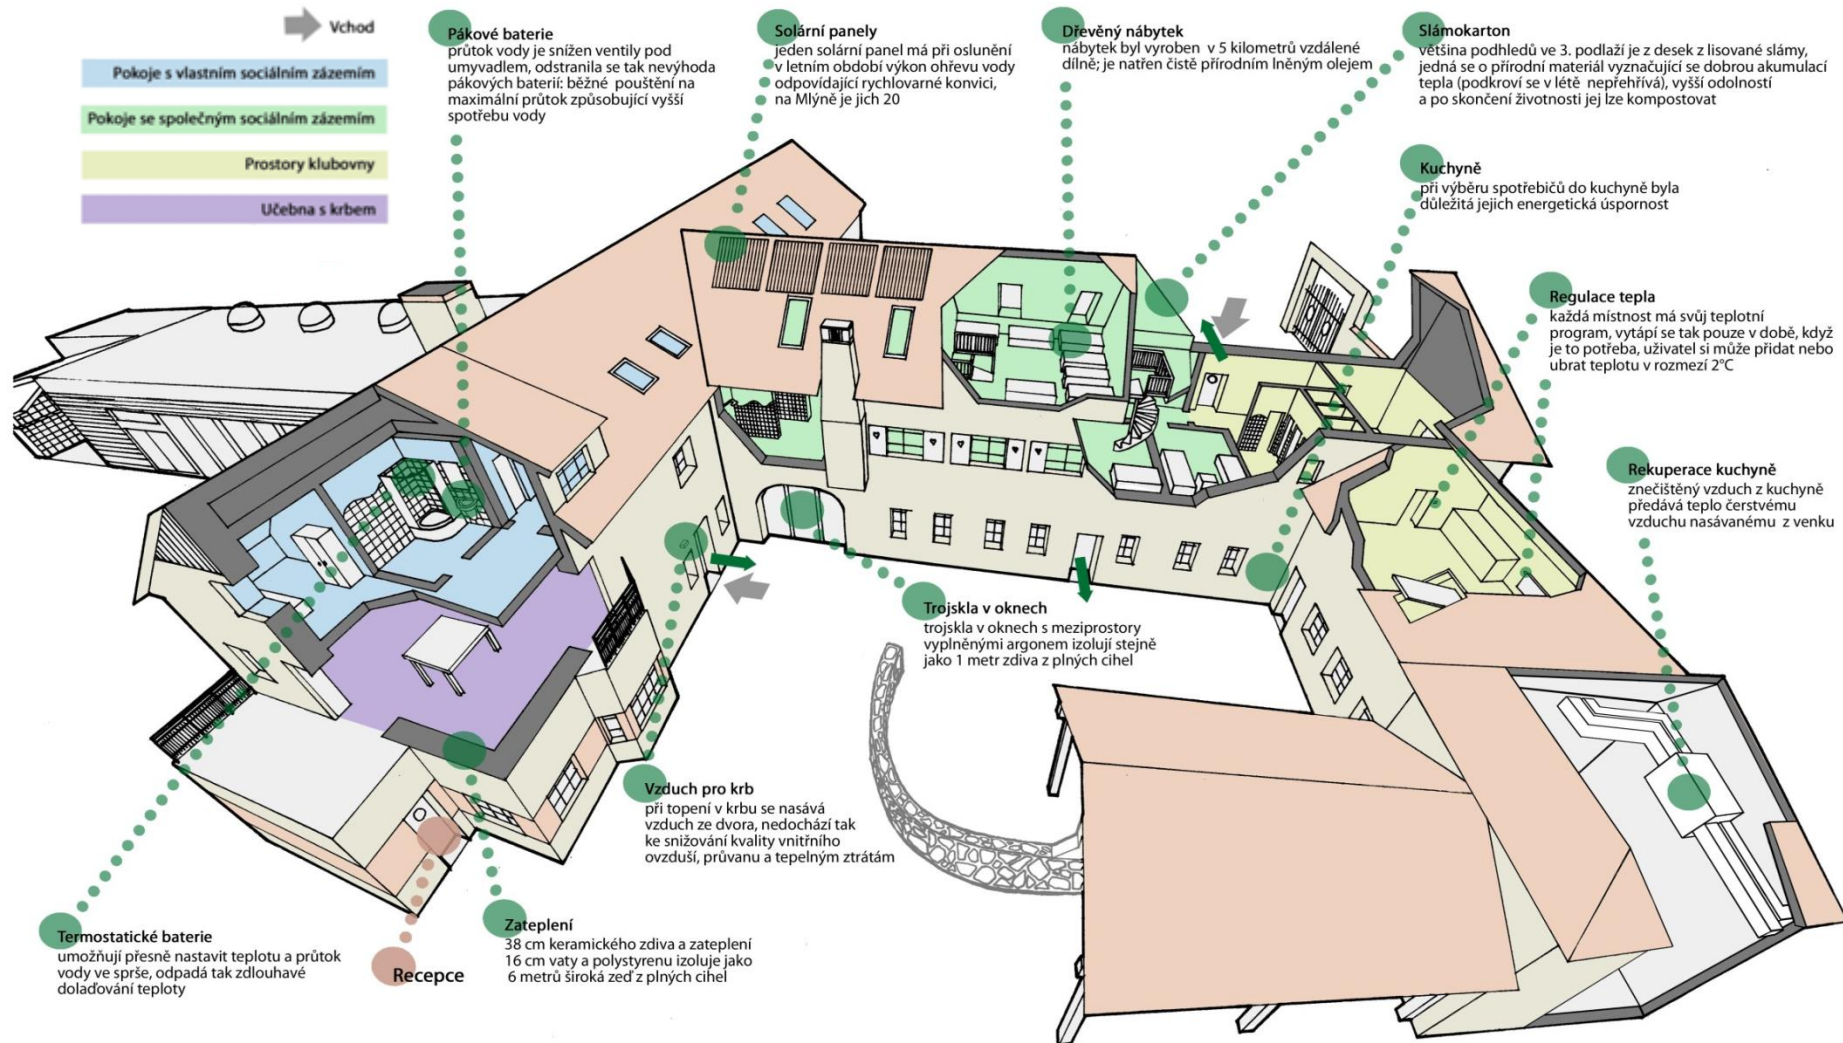 Vchod
Pokoje s vlastním sociálním zázemím
Pokoje se společným sociálním zázemím
Prostory klubovny
Učebna s krbem
Pákové baterie
průtok vody je snížen ventily pod
umyvadlem, odstranila se tak nevýhoda
pákových baterií: běžné pouštění na
maximální průtok způsobující vyšší
spotřebu vody
Solární panely
jeden solární panel má při oslunění
v letním období výkon ohřevu vody
odpovídající rychlovarné konvici,
na Mlýně je jich 20
Dřevěný nábytek
nábytek byl vyroben v 5 kilometrů vzdálené
dílně; je natřen čistě přírodním lněným olejem
Slámokarton
většina podhledů ve 3. podlaží je z desek z lisované slámy,
jedná se o přírodní materiál vyznačující se dobrou akumulací
tepla (podkroví se v létě nepřehřívá), vyšší odolností
a po skončení životnosti jej lze kompostovat
Kuchyně
při výběru spotřebičů do kuchyně byla
důležitá jejich energetická úspornost
Regulace tepla
každá místnost má svůj teplotní
program, vytápí se tak pouze v době, když
je to potřeba, uživatel si může přidat nebo
ubrat teplotu v rozmezí 2°C
Rekuperace kuchyně
znečištěný vzduch z kuchyně
předává teplo čerstvému
vzduchu nasávanému z venku
Trojskla v oknech
trojskla v oknech s meziprostory
vyplněnými argonem izolují stejně
jako 1 metr zdiva z plných cihel
Vzduch pro krb
při topení v krbu se nasává
vzduch ze dvora, nedochází tak
ke snižování kvality vnitřního
ovzduší, průvanu a tepelným ztrátám
Zateplení
38 cm keramického zdiva a zateplení
16 cm vaty a polystyrenu izoluje jako
6 metrů široká zeď z plných cihel
Recepce
Termostatické baterie
umožňují přesně nastavit teplotu a průtok
vody ve sprše, odpadá tak zdlouhavé
dolaďování teploty